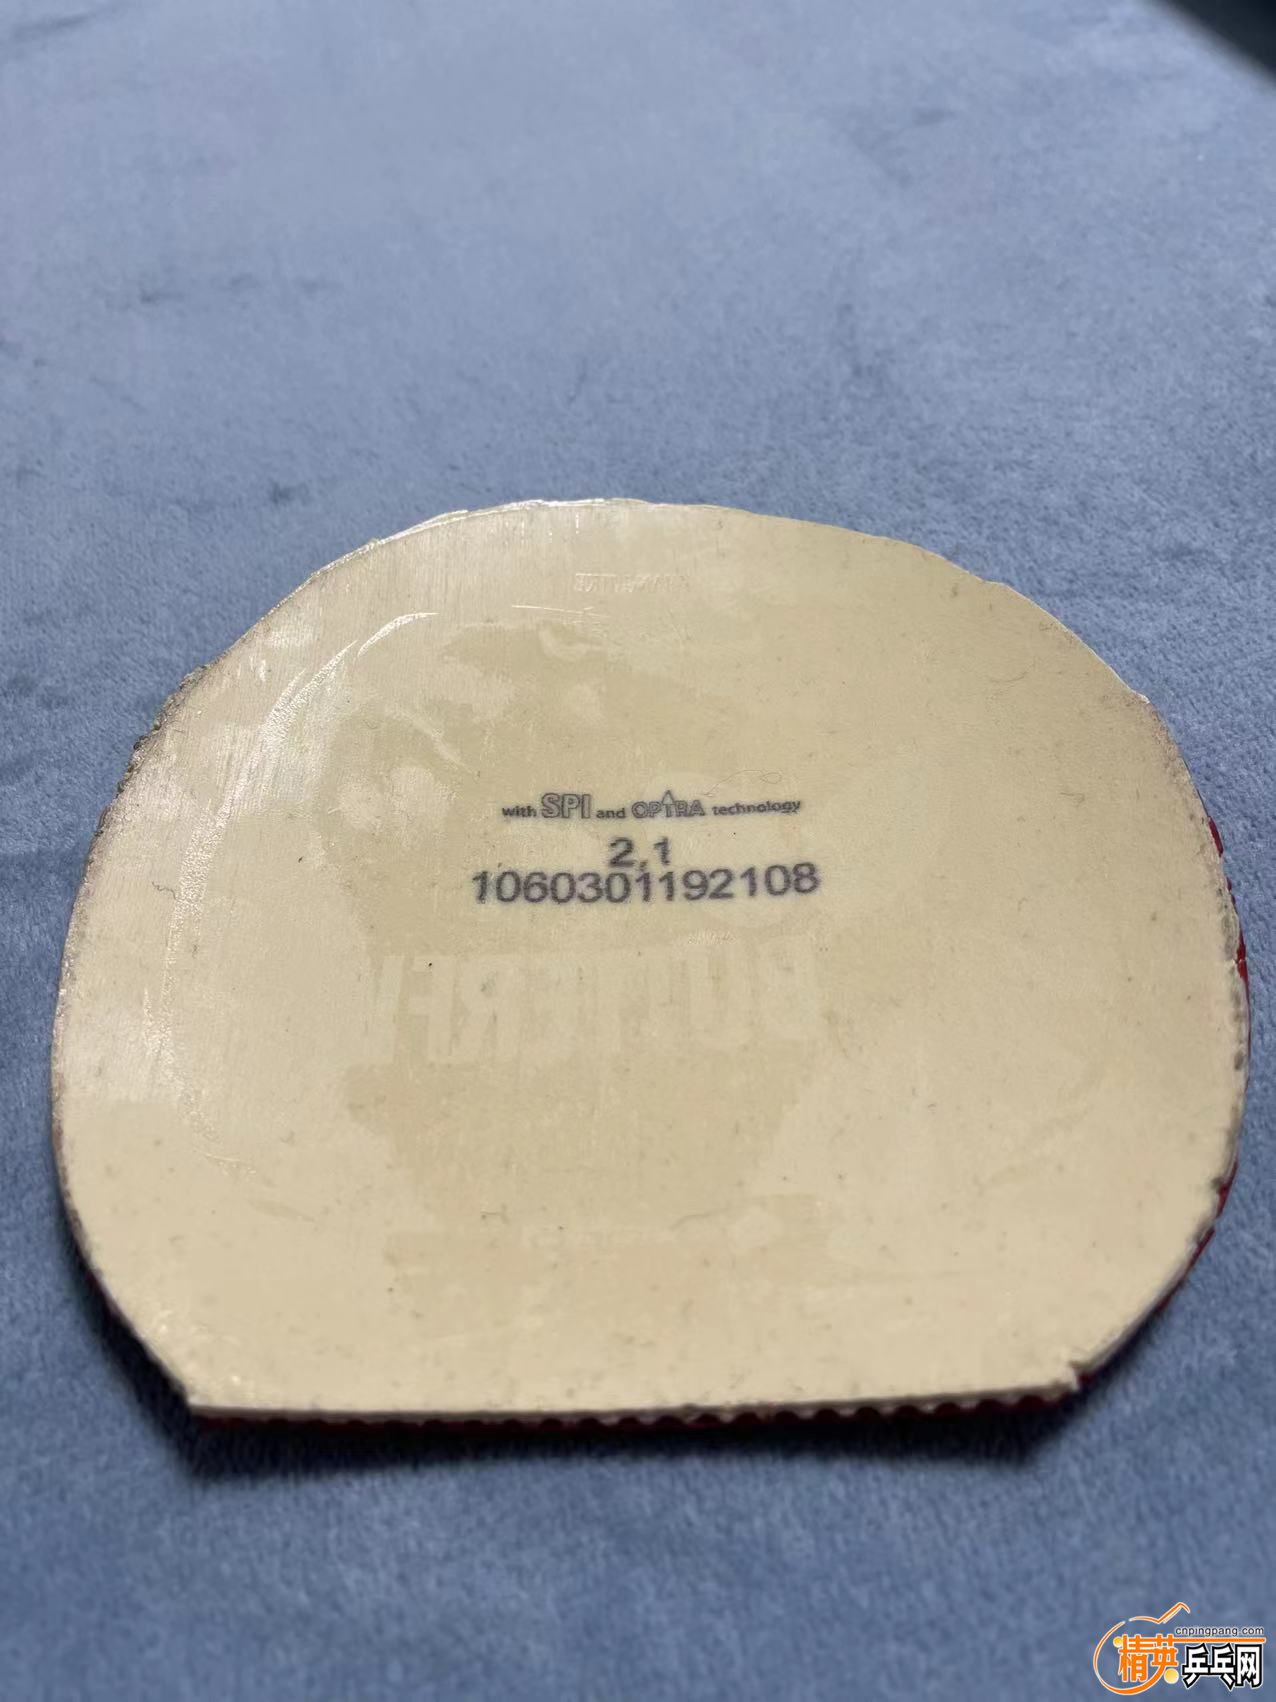 with SPI and OPTRA technology
2,1
1060301192108
cnpingpang.com
精英乒乓网